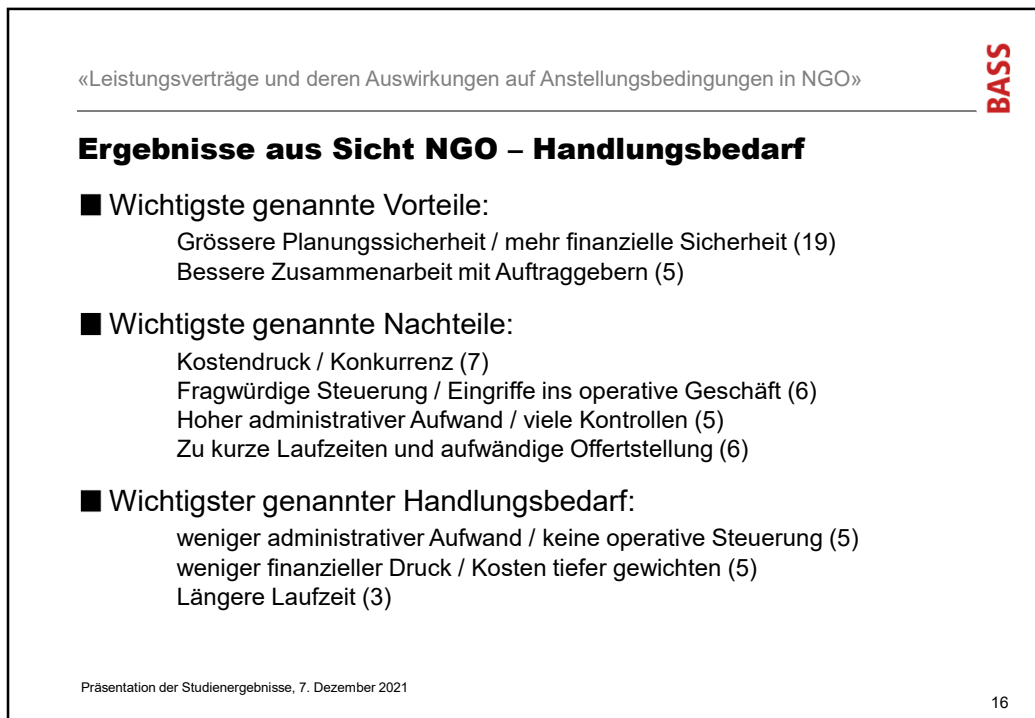 «Leistungsverträge und deren Auswirkungen auf Anstellungsbedingungen in NGO»
BASS
Ergebnisse aus Sicht NGO – Handlungsbedarf
■ Wichtigste genannte Vorteile:
Grössere Planungssicherheit / mehr finanzielle Sicherheit (19)
Bessere Zusammenarbeit mit Auftraggebern (5)
■ Wichtigste genannte Nachteile:
Kostendruck / Konkurrenz (7)
Fragwürdige Steuerung / Eingriffe ins operative Geschäft (6)
Hoher administrativer Aufwand / viele Kontrollen (5)
Zu kurze Laufzeiten und aufwändige Offertstellung (6)
■ Wichtigster genannter Handlungsbedarf:
weniger administrativer Aufwand / keine operative Steuerung (5)
weniger finanzieller Druck / Kosten tiefer gewichten (5)
Längere Laufzeit (3)
Präsentation der Studienergebnisse, 7. Dezember 2021
16